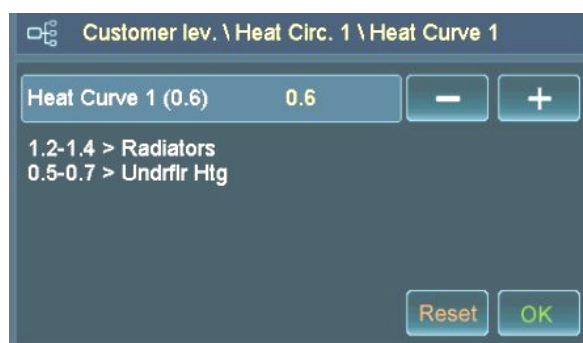 Customer lev. \ Heat Circ. 1 \ Heat Curve 1
Heat Curve 1 (0.6) 0.6 − +
1.2-1.4 > Radiators
0.5-0.7 > Undrflr Htg
Reset OK